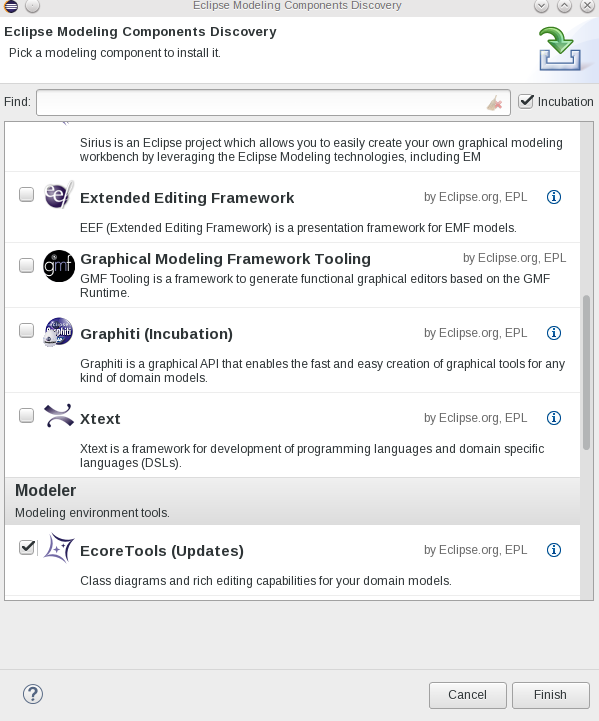 Eclipse Modeling Components Discovery
Eclipse Modeling Components Discovery
Pick a modeling component to install it.
Find:
Incubation
Sirius is an Eclipse project which allows you to easily create your own graphical modeling
workbench by leveraging the Eclipse Modeling technologies, including EM
Extended Editing Framework
by Eclipse.org, EPL
EEF (Extended Editing Framework) is a presentation framework for EMF models.
gmf
Graphical Modeling Framework Tooling
by Eclipse.org, EPL
GMF Tooling is a framework to generate functional graphical editors based on the GMF
Runtime.
Graphiti
Graphiti (Incubation)
by Eclipse.org, EPL
Graphiti is a graphical API that enables the fast and easy creation of graphical tools for any
kind of domain models.
Xtext
by Eclipse.org, EPL
Xtext is a framework for development of programming languages and domain specific
languages (DSLs).
Modeler
Modeling environment tools.
EcoreTools (Updates)
by Eclipse.org, EPL
Class diagrams and rich editing capabilities for your domain models.
?
Cancel
Finish